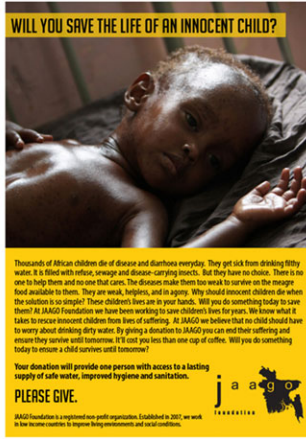 WILL YOU SAVE THE LIFE OF AN INNOCENT CHILD?
Thousands of African children die of disease and diarrhoea everyday. They get sick from drinking filthy
water. It is filled with refuse, sewage and disease-carrying insects. But they have no choice. There is no
one to help them and no one that cares. The diseases make them too weak to survive on the meagre
food available to them. They are weak, helpless, and in agony. Why should innocent children die when
the solution is so simple? These children's lives are in your hands. Will you do something today to save
them? At JAAGO Foundation we have been working to save children's lives for years. We know what it
takes to rescue innocent children from lives of suffering. At JAAGO we believe that no child should have
to worry about drinking dirty water. By giving a donation to JAAGO you can end their suffering and
ensure they survive until tomorrow. It'll cost you less than one cup of coffee. Will you do something
today to ensure a child survives until tomorrow?
Your donation will provide one person with access to a lasting
supply of safe water, improved hygiene and sanitation.
PLEASE GIVE.
jaago
foundation
JAAGO Foundation is a registered non-profit organization. Established in 2007, we work
in low income countries to improve living environments and social conditions.